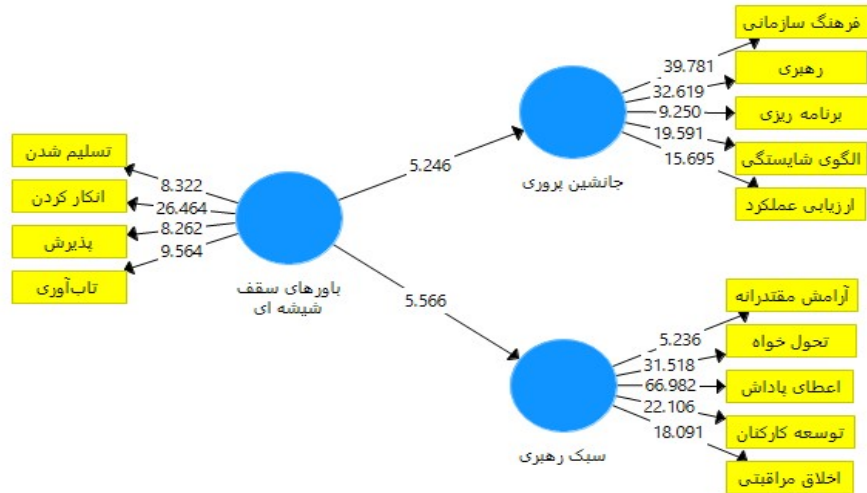 فرهنگ سازمانی
رهبری
برنامه ریزی
الگوی شایستگی
ارزیابی عملکرد
39.781
32.619
9.250
19.591
15.695
جانشین پروری
5.246
تسلیم شدن
انکار کردن
پذیرش
تاب‌آوری
8.322
26.464
8.262
9.564
باورهای سقف
شیشه ای
5.566
آرامش مقتدرانه
تحول خواه
اعطای پاداش
توسعه کارکنان
اخلاق مراقبتی
5.236
31.518
66.982
22.106
18.091
سبک رهبری